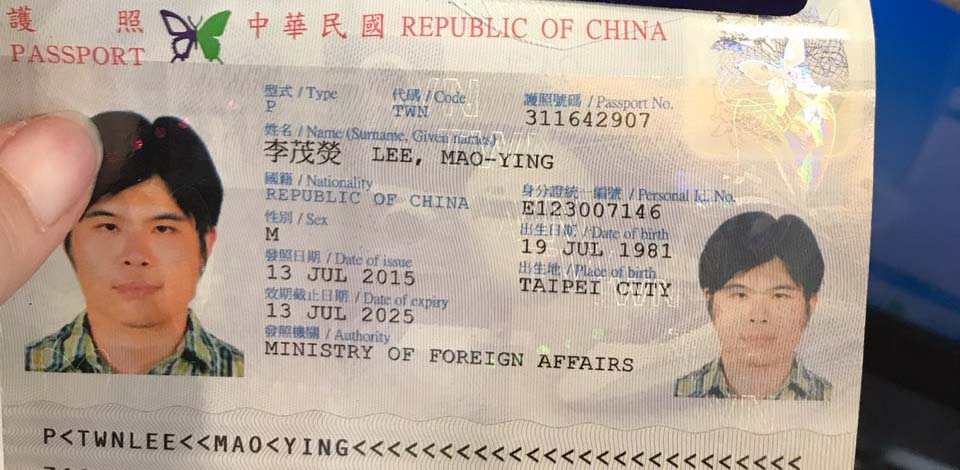 護 照 中華民國 REPUBLIC OF CHINA
PASSPORT
型式 / Type 代碼 / Code 護照號碼 / Passport No.
P TWN 311642907
姓名 / Name (Surname, Given names)
李茂熒 LEE, MAO-YING
國籍 / Nationality 身分證統一編號 / Personal Id. No.
REPUBLIC OF CHINA E123007146
性別 / Sex 出生日期 / Date of birth
M 19 JUL 1981
發照日期 / Date of issue 出生地 / Place of birth
13 JUL 2015 TAIPEI CITY
效期截止日期 / Date of expiry
13 JUL 2025
發照機關 / Authority
MINISTRY OF FOREIGN AFFAIRS
P<TWNLEE<<MAO<YING<<<<<<<<<<<<<<<<<<<<<<<<<<